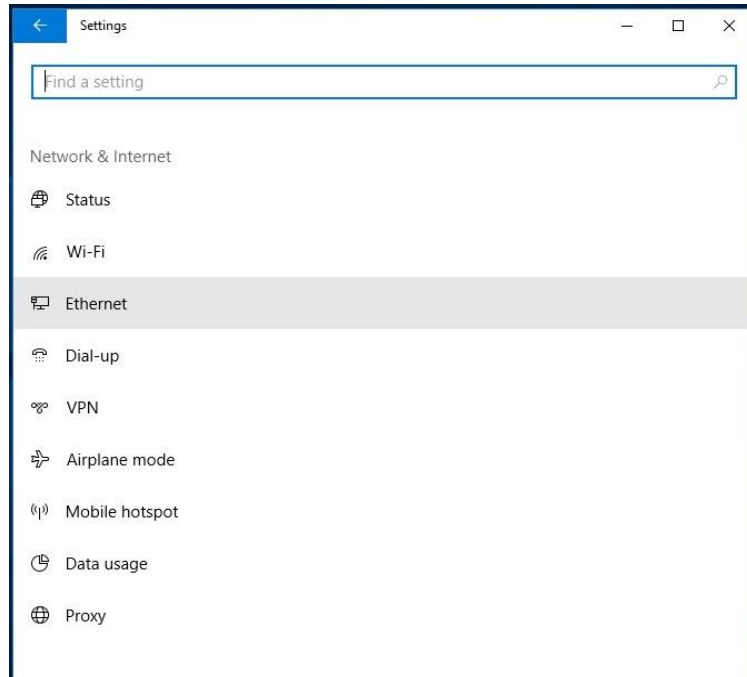 Settings
Find a setting
Network & Internet
Status
Wi-Fi
Ethernet
Dial-up
VPN
Airplane mode
Mobile hotspot
Data usage
Proxy